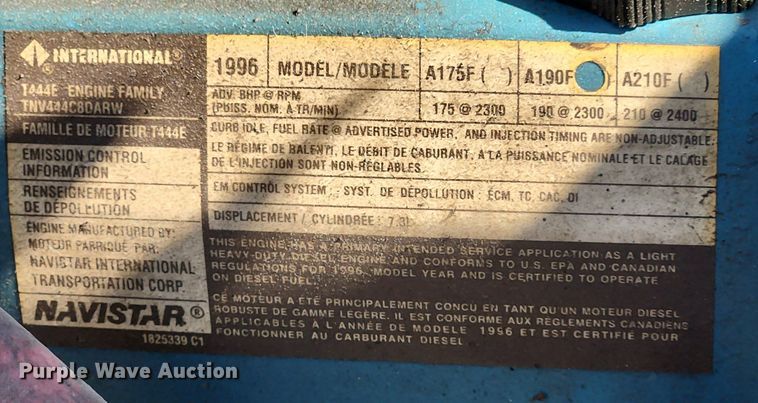 INTERNATIONAL®
T444E ENGINE FAMILY
TNV444C8DARW
FAMILLE DE MOTEUR T444E
EMISSION CONTROL
INFORMATION
RENSEIGNEMENTS
DE DÉPOLLUTION
ENGINE MANUFACTURED BY:
MOTEUR FABRIQUÉ PAR:
NAVISTAR INTERNATIONAL
TRANSPORTATION CORP.
NAVISTAR®
1825339 C1
1996 MODEL/MODÈLE A175F ( ) A190F A210F ( )
ADV. BHP @ RPM
(PUISS. NOM. À TR/MIN) 175 @ 2300 190 @ 2300 210 @ 2400
CURB IDLE, FUEL RATE @ ADVERTISED POWER, AND INJECTION TIMING ARE NON-ADJUSTABLE.
LE RÉGIME DE RALENTI, LE DÉBIT DE CABURANT, A LA PUISSANCE NOMINALE ET LE CALAGE
DE L'INJECTION SONT NON-RÉGLABLES.
EM CONTROL SYSTEM: SYST. DE DÉPOLLUTION : ECM, TC, CAC, DI
DISPLACEMENT / CYLINDRÉE: 7.3L
THIS ENGINE HAS A PRIMARY INTENDED SERVICE APPLICATION AS A LIGHT
HEAVY-DUTY DIESEL ENGINE AND CONFORMS TO U.S. EPA AND CANADIAN
REGULATIONS FOR 1996, MODEL YEAR AND IS CERTIFIED TO OPERATE
ON DIESEL FUEL.
CE MOTEUR A ÉTÉ PRINCIPALEMENT CONCU EN TANT QU'UN MOTEUR DIESEL
ROBUSTE DE GAMME LEGÈRE. IL EST CONFORME AUX RÈGLEMENTS CANADIENS
APPLICABLES À L'ANNÉE DE MODÈLE 1996 ET EST CERTIFIÉ POUR
FONCTIONNER AU CARBURANT DIESEL
Purple Wave Auction